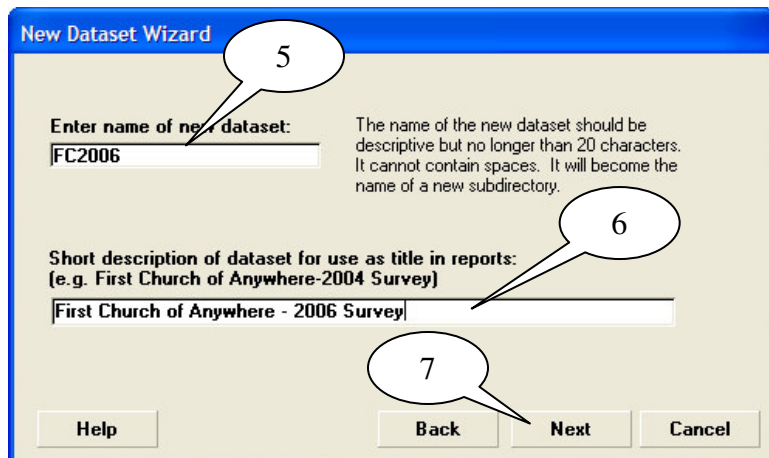 New Dataset Wizard
5
Enter name of new dataset:
FC2006
The name of the new dataset should be
descriptive but no longer than 20 characters.
It cannot contain spaces.  It will become the
name of a new subdirectory.
6
Short description of dataset for use as title in reports:
(e.g. First Church of Anywhere-2004 Survey)
First Church of Anywhere - 2006 Survey
7
Help
Back
Next
Cancel